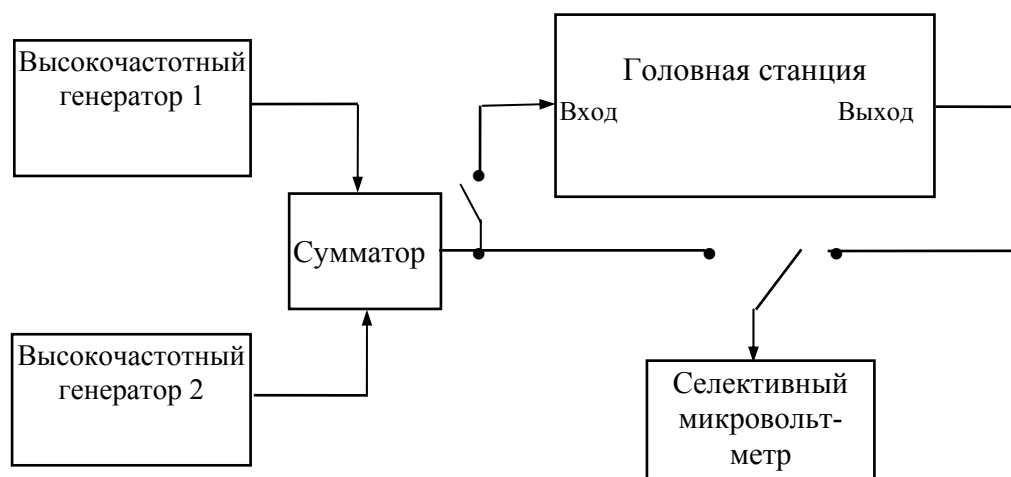 Высокочастотный
генератор 1
Головная станция
Вход
Выход
Сумматор
Высокочастотный
генератор 2
Селективный
микровольт-
метр